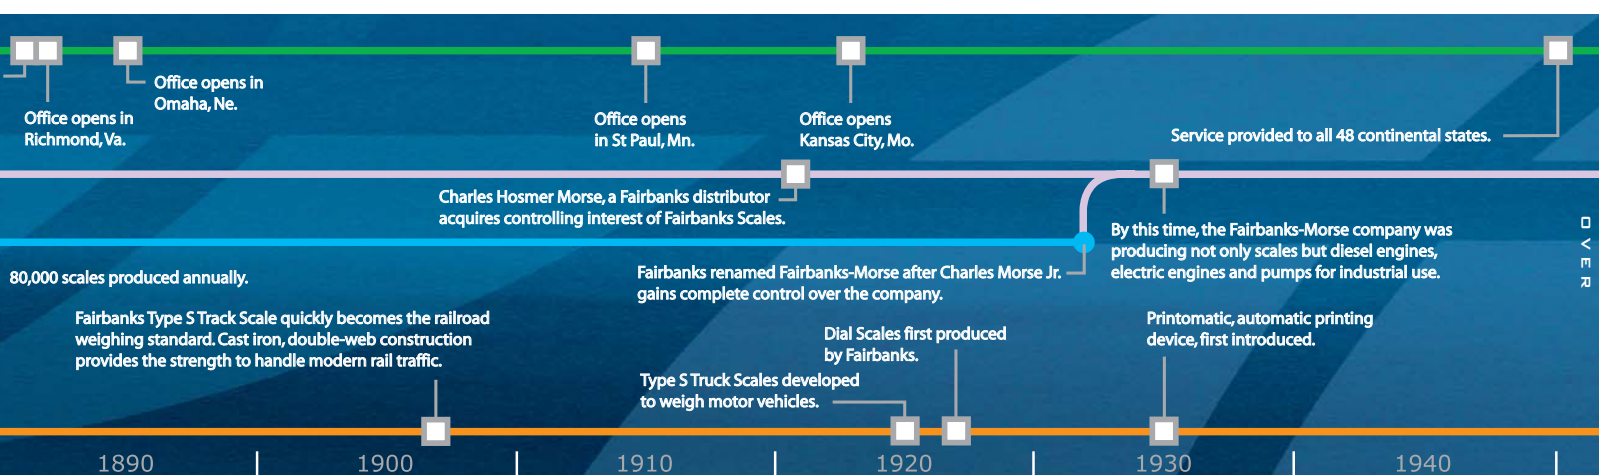 Office opens in
Omaha, Ne.
Office opens in
Richmond, Va.
Office opens
in St Paul, Mn.
Office opens
Kansas City, Mo.
Service provided to all 48 continental states.
Charles Hosmer Morse, a Fairbanks distributor
acquires controlling interest of Fairbanks Scales.
By this time, the Fairbanks-Morse company was
producing not only scales but diesel engines,
electric engines and pumps for industrial use.
OVER
80,000 scales produced annually.
Fairbanks renamed Fairbanks-Morse after Charles Morse Jr.
gains complete control over the company.
Fairbanks Type S Track Scale quickly becomes the railroad
weighing standard. Cast iron, double-web construction
provides the strength to handle modern rail traffic.
Dial Scales first produced
by Fairbanks.
Type S Truck Scales developed
to weigh motor vehicles.
Printomatic, automatic printing
device, first introduced.
1890 1900 1910 1920 1930 1940